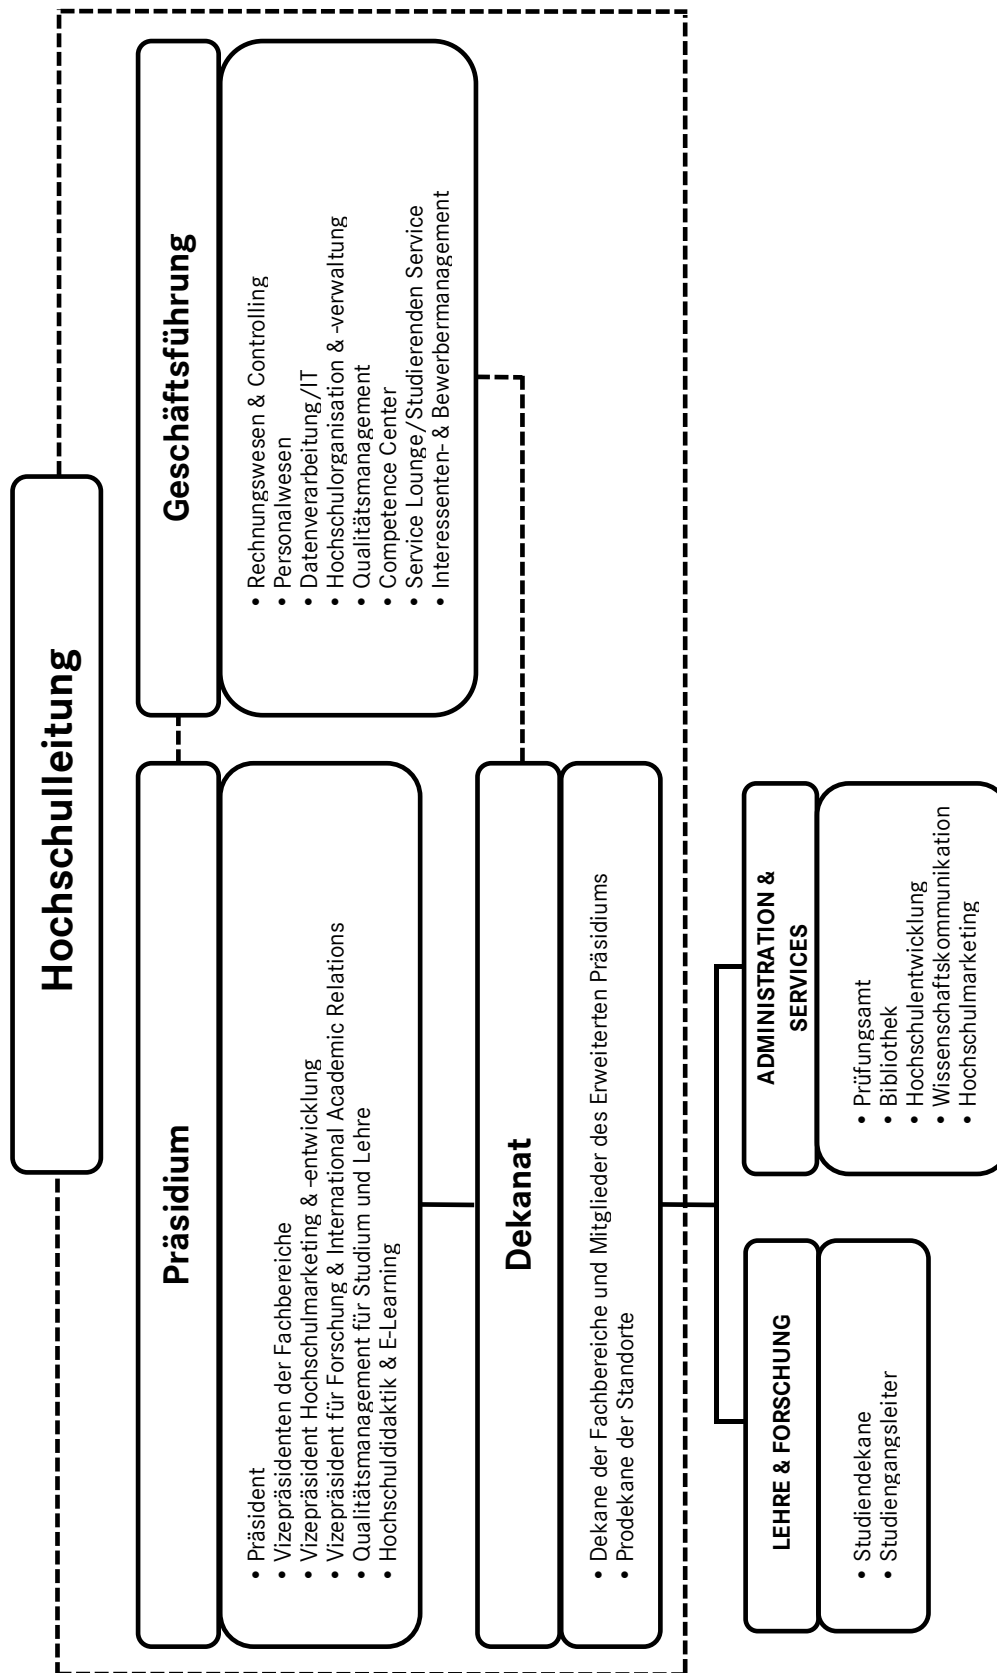 Hochschulleitung
Präsidium
• Präsident
• Vizepräsidenten der Fachbereiche
• Vizepräsident Hochschulmarketing & -entwicklung
• Vizepräsident für Forschung & International Academic Relations
• Qualitätsmanagement für Studium und Lehre
• Hochschuldidaktik & E-Learning
Geschäftsführung
• Rechnungswesen & Controlling
• Personalwesen
• Datenverarbeitung/IT
• Hochschulorganisation & -verwaltung
• Qualitätsmanagement
• Competence Center
• Service Lounge/Studierenden Service
• Interessenten- & Bewerbermanagement
Dekanat
• Dekane der Fachbereiche und Mitglieder des Erweiterten Präsidiums
• Prodekane der Standorte
LEHRE & FORSCHUNG
• Studiendekane
• Studiengangsleiter
ADMINISTRATION &
SERVICES
• Prüfungsamt
• Bibliothek
• Hochschulentwicklung
• Wissenschaftskommunikation
• Hochschulmarketing